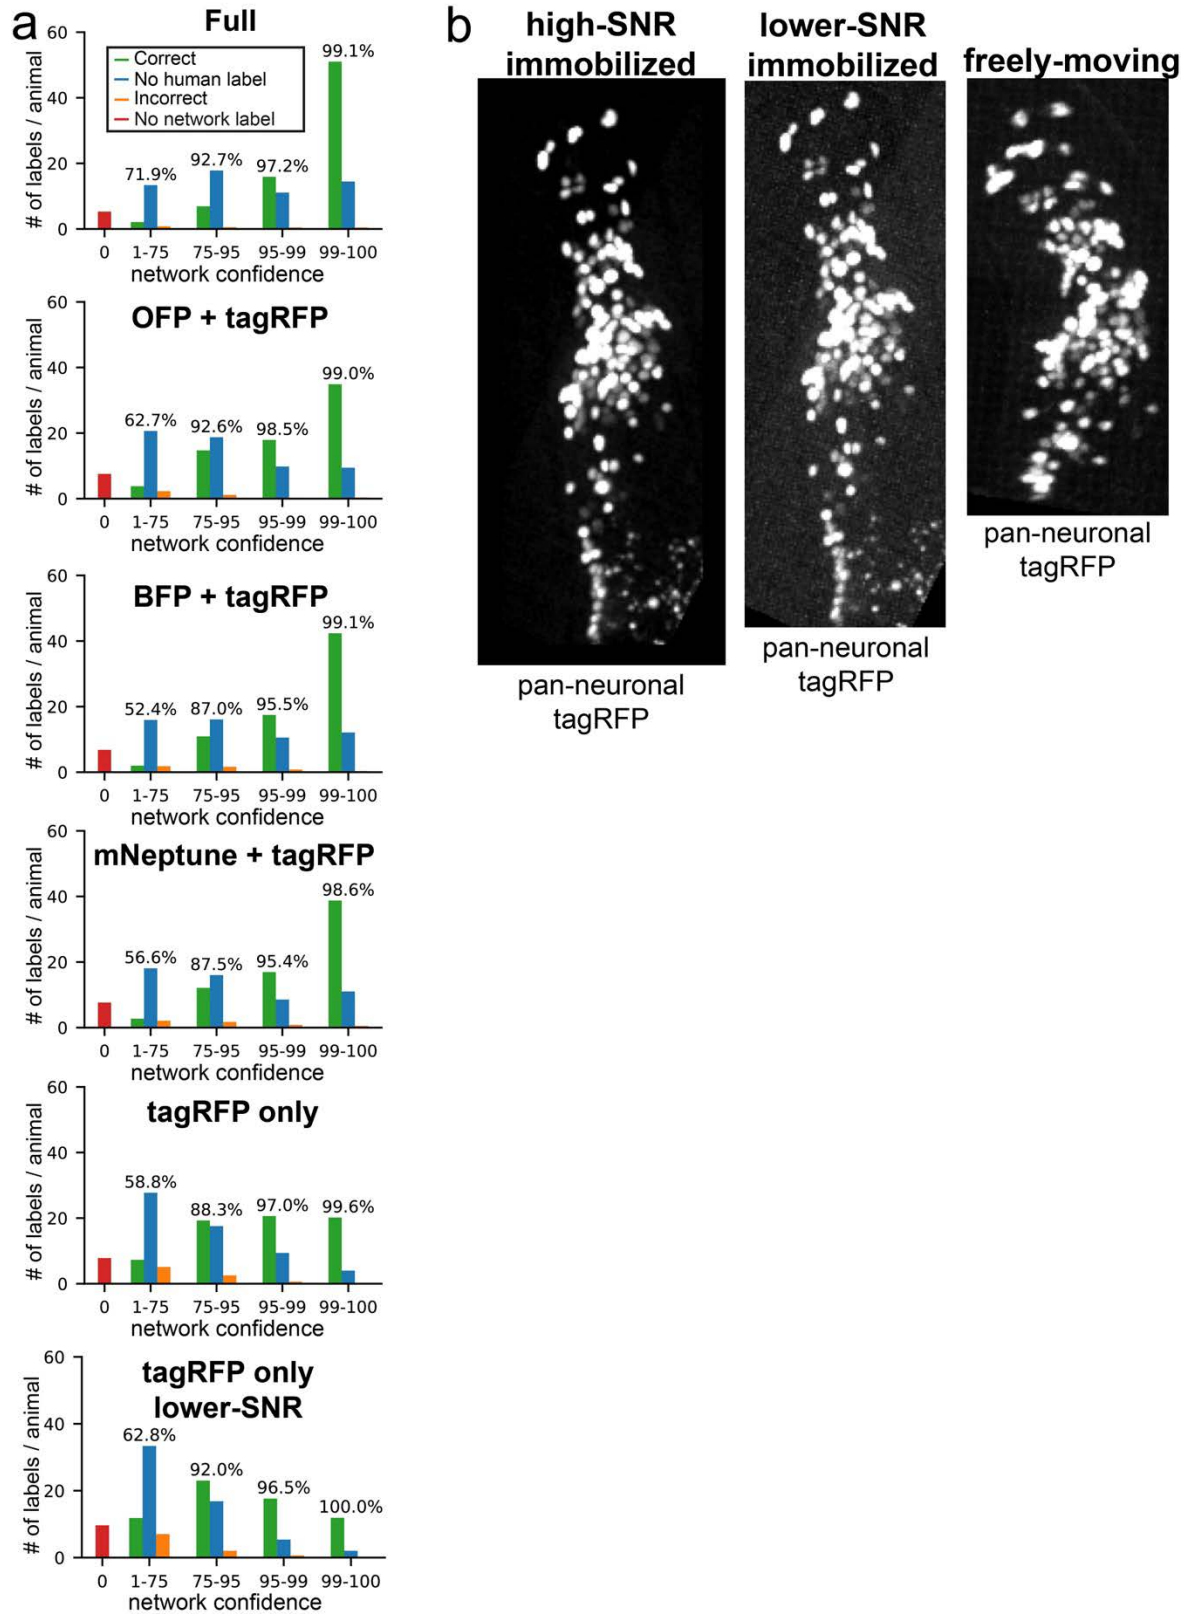 a
Full
# of labels / animal
60
40
20
0
Correct
No human label
Incorrect
No network label
71.9%
92.7%
97.2%
99.1%
0 1-75 75-95 95-99 99-100
network confidence
OFP + tagRFP
# of labels / animal
60
40
20
0
62.7%
92.6%
98.5%
99.0%
0 1-75 75-95 95-99 99-100
network confidence
BFP + tagRFP
# of labels / animal
60
40
20
0
52.4%
87.0%
95.5%
99.1%
0 1-75 75-95 95-99 99-100
network confidence
mNeptune + tagRFP
# of labels / animal
60
40
20
0
56.6%
87.5%
95.4%
98.6%
0 1-75 75-95 95-99 99-100
network confidence
tagRFP only
# of labels / animal
60
40
20
0
58.8%
88.3%
97.0%
99.6%
0 1-75 75-95 95-99 99-100
network confidence
tagRFP only
lower-SNR
# of labels / animal
60
40
20
0
62.8%
92.0%
96.5%
100.0%
0 1-75 75-95 95-99 99-100
network confidence
b
high-SNR
immobilized
pan-neuronal
tagRFP
lower-SNR
immobilized
pan-neuronal
tagRFP
freely-moving
pan-neuronal
tagRFP